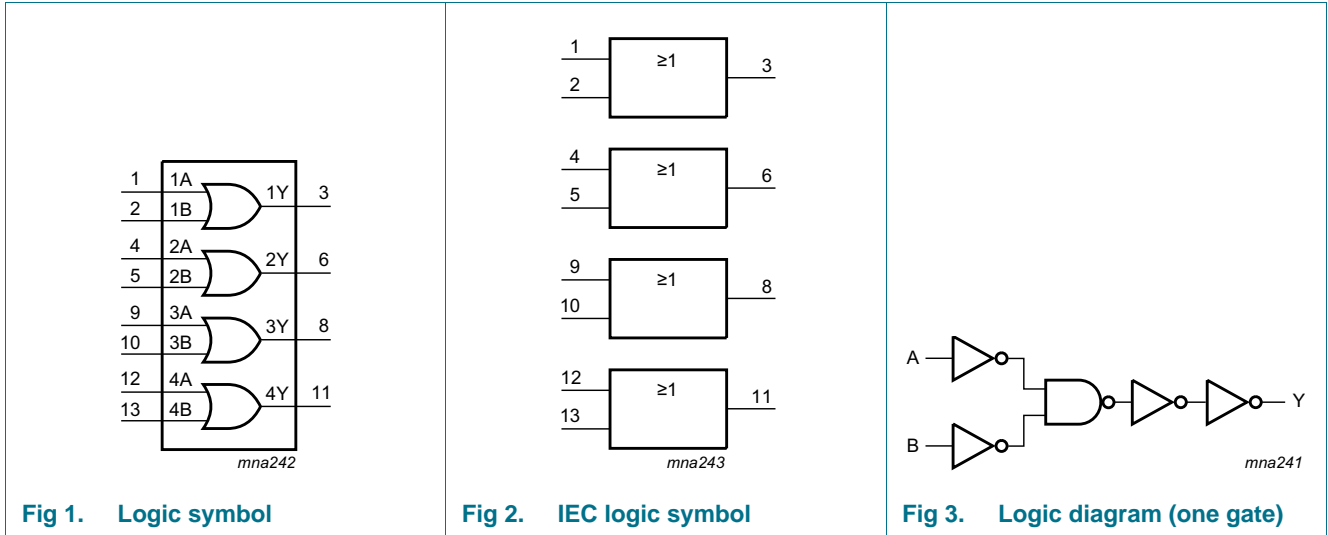 1 1A 1Y 3
2 1B
4 2A 2Y 6
5 2B
9 3A 3Y 8
10 3B
12 4A 4Y 11
13 4B
mna242
Fig 1. Logic symbol
1 ≥1 3
2
4 ≥1 6
5
9 ≥1 8
10
12 ≥1 11
13
mna243
Fig 2. IEC logic symbol
A
Y
B
mna241
Fig 3. Logic diagram (one gate)